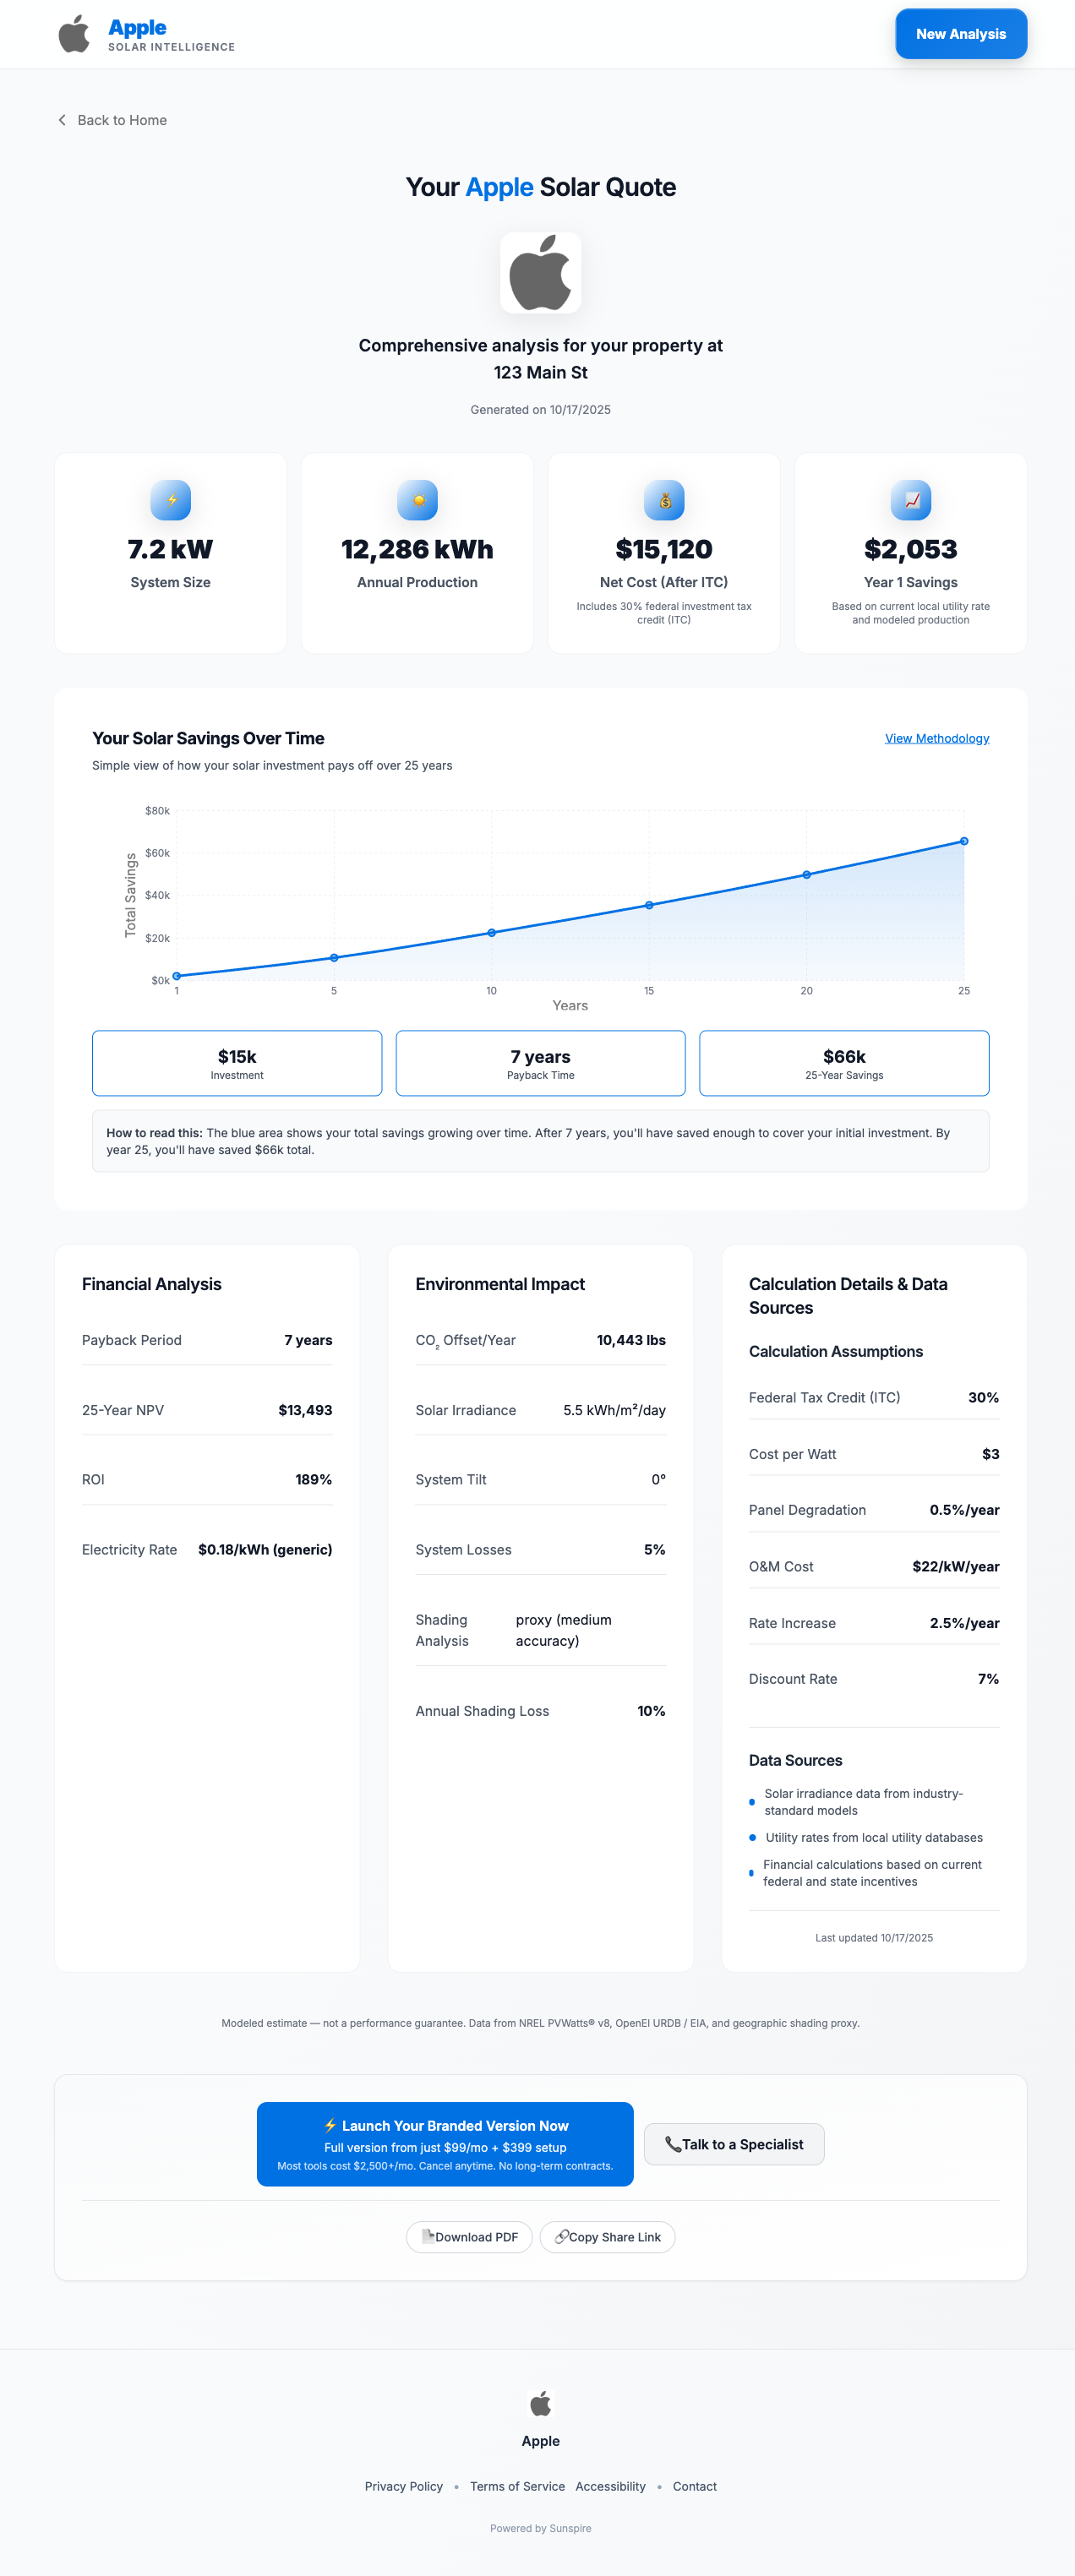 Apple
SOLAR INTELLIGENCE
New Analysis
Back to Home
Your Apple Solar Quote
Comprehensive analysis for your property at
123 Main St
Generated on 10/17/2025
7.2 kW
System Size
12,286 kWh
Annual Production
$15,120
Net Cost (After ITC)
Includes 30% federal investment tax
credit (ITC)
$2,053
Year 1 Savings
Based on current local utility rate
and modeled production
Your Solar Savings Over Time
View Methodology
Simple view of how your solar investment pays off over 25 years
Total Savings
$80k
$60k
$40k
$20k
$0k
1 5 10 15 20 25
Years
$15k
Investment
7 years
Payback Time
$66k
25-Year Savings
How to read this: The blue area shows your total savings growing over time. After 7 years, you'll have saved enough to cover your initial investment. By
year 25, you'll have saved $66k total.
Financial Analysis
Payback Period 7 years
25-Year NPV $13,493
ROI 189%
Electricity Rate $0.18/kWh (generic)
Environmental Impact
CO₂ Offset/Year 10,443 lbs
Solar Irradiance 5.5 kWh/m²/day
System Tilt 0°
System Losses 5%
Shading proxy (medium
Analysis accuracy)
Annual Shading Loss 10%
Calculation Details & Data
Sources
Calculation Assumptions
Federal Tax Credit (ITC) 30%
Cost per Watt $3
Panel Degradation 0.5%/year
O&M Cost $22/kW/year
Rate Increase 2.5%/year
Discount Rate 7%
Data Sources
Solar irradiance data from industry-
standard models
Utility rates from local utility databases
Financial calculations based on current
federal and state incentives
Last updated 10/17/2025
Modeled estimate — not a performance guarantee. Data from NREL PVWatts® v8, OpenEI URDB / EIA, and geographic shading proxy.
⚡ Launch Your Branded Version Now
Full version from just $99/mo + $399 setup
Most tools cost $2,500+/mo. Cancel anytime. No long-term contracts.
📞Talk to a Specialist
📄Download PDF
🔗Copy Share Link
Apple
Privacy Policy • Terms of Service Accessibility • Contact
Powered by Sunspire